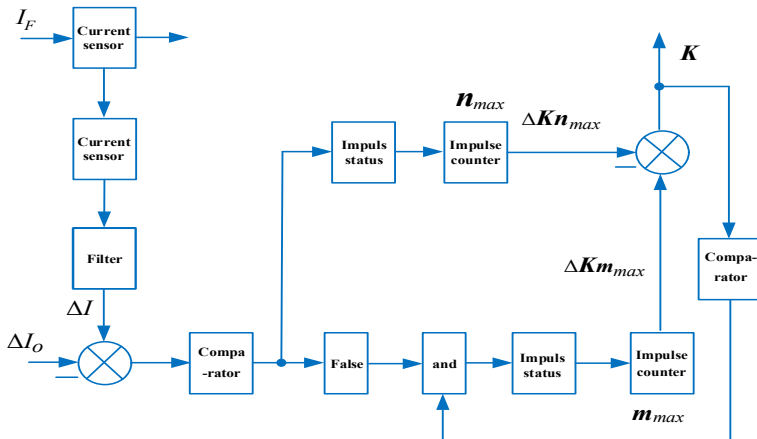 I_F
Current
sensor
Current
sensor
Filter
ΔI
ΔI_O
Compa
-rator
Impuls
status
n_max
Impulse
counter
ΔKn_max
K
Compa-
rator
ΔKm_max
False
and
Impuls
status
Impulse
counter
m_max